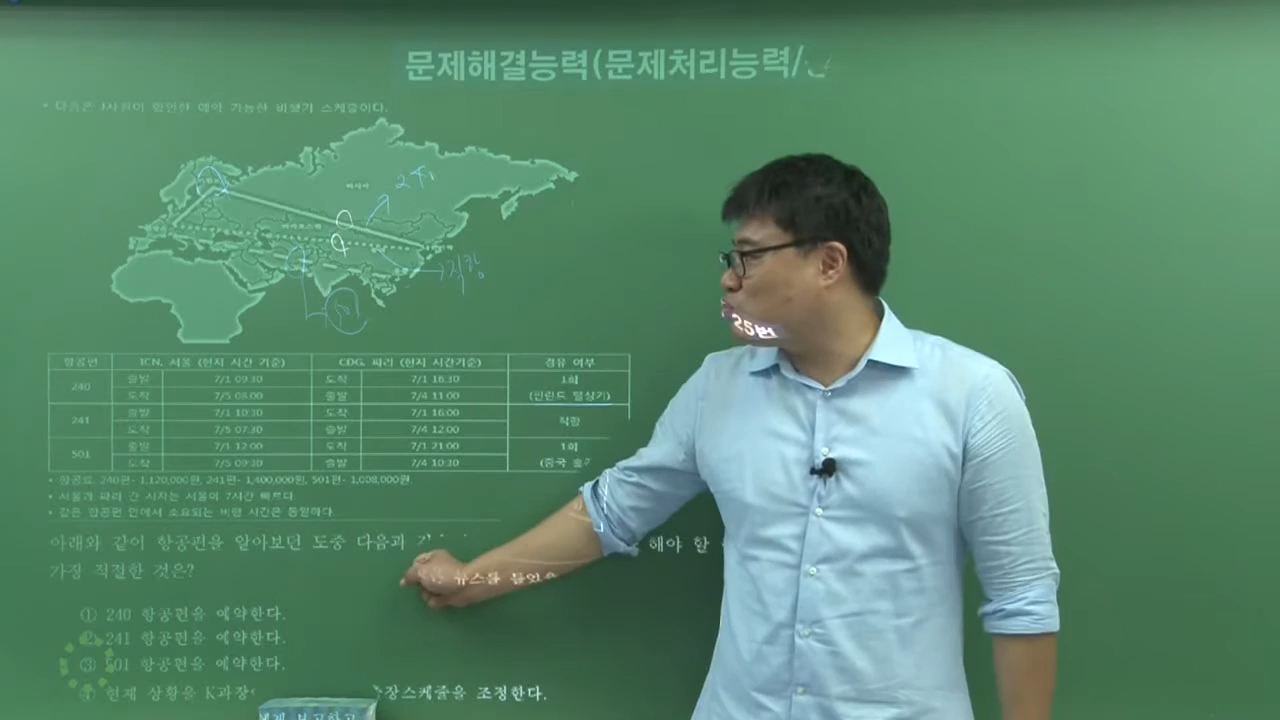 문제해결능력(문제처리능력/
• 다음은 J사원이 확인한 예약 가능한 비행기 스케줄이다.
러시아
2주
직항
501
25번
항공편 ICN, 서울 (현지 시간 기준) CDG, 파리 (현지 시간기준) 경유 여부
240 출발 7/1 09:30 도착 7/1 16:30 1회
도착 7/5 08:00 출발 7/4 11:00 (핀란드 헬싱키)
241 출발 7/1 10:30 도착 7/1 16:00 직항
도착 7/5 07:30 출발 7/4 12:00
501 출발 7/1 12:00 도착 7/1 21:00 1회
도착 7/5 09:30 출발 7/4 10:30 (중국
• 항공료: 240편- 1,120,000원, 241편- 1,400,000원, 501편- 1,008,000원
• 서울과 파리 간 시차는 서울이 7시간 빠르다.
• 같은 항공편 안에서 소요되는 비행 시간은 동일하다.
아래와 같이 항공편을 알아보던 도중 다음과 해야 할
뉴스를 들었을
가장 적절한 것은?
① 240 항공편을 예약한다.
② 241 항공편을 예약한다.
③ 501 항공편을 예약한다.
④ 현재 상황을 K과장 출장스케줄을 조정한다.
에게 보고하고